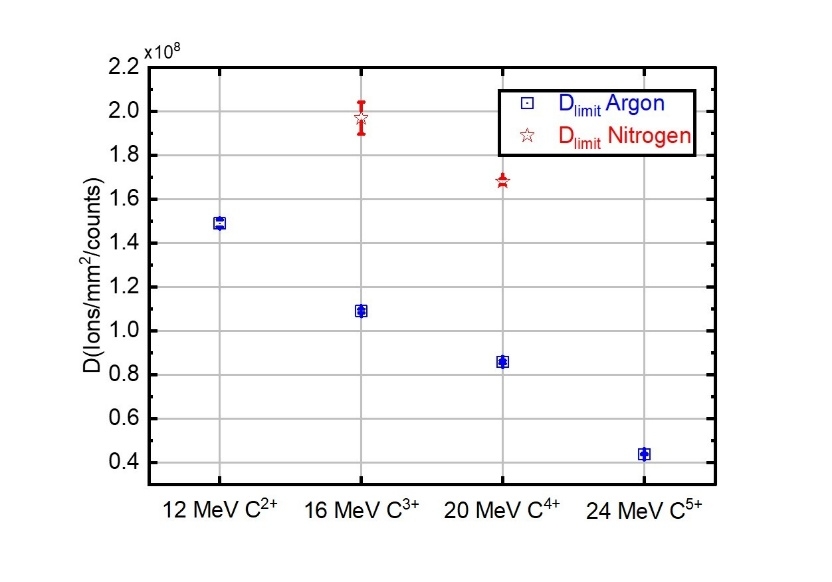 x10⁸
2.2
2.0
1.8
1.6
1.4
1.2
1.0
0.8
0.6
0.4
D(Ions/mm²/counts)
D_limit Argon
D_limit Nitrogen
12 MeV C²⁺ 16 MeV C³⁺ 20 MeV C⁴⁺ 24 MeV C⁵⁺